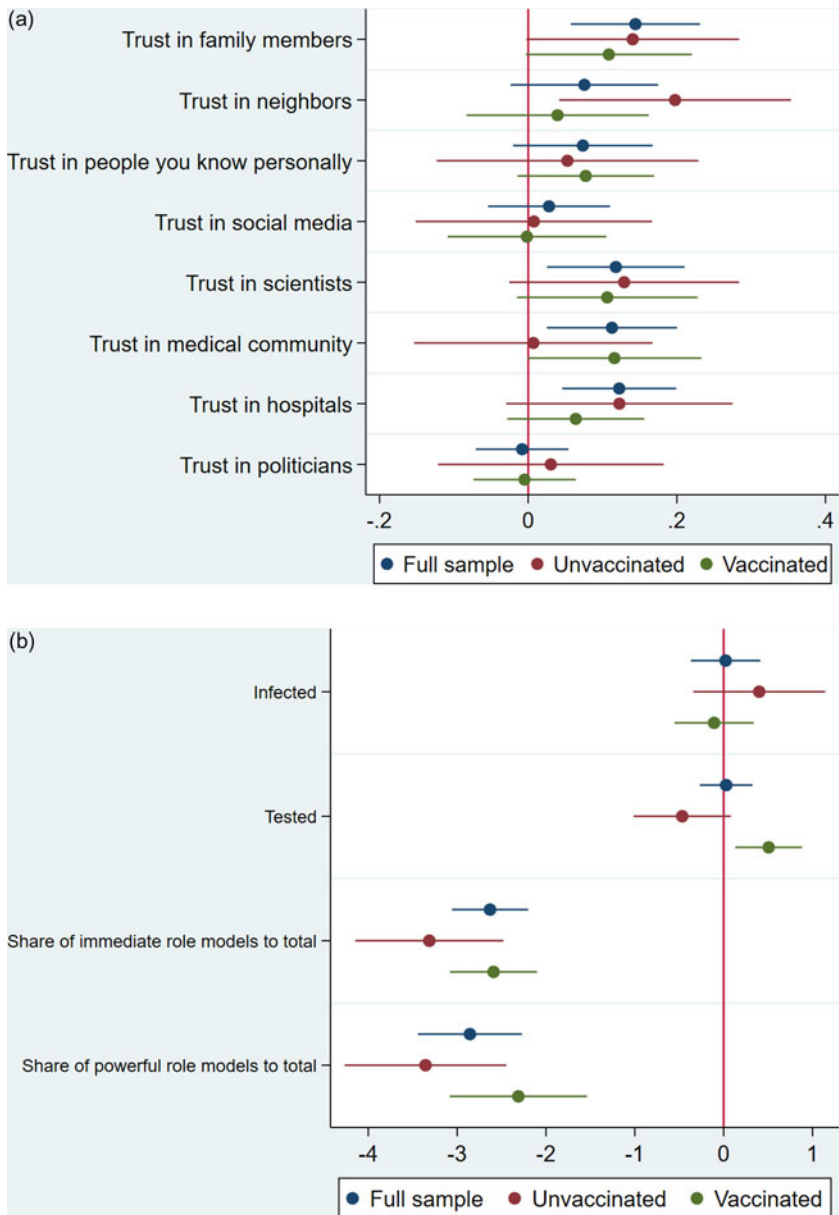 (a)
Trust in family members
Trust in neighbors
Trust in people you know personally
Trust in social media
Trust in scientists
Trust in medical community
Trust in hospitals
Trust in politicians
-.2 0 .2 .4
Full sample Unvaccinated Vaccinated
(b)
Infected
Tested
Share of immediate role models to total
Share of powerful role models to total
-4 -3 -2 -1 0 1
Full sample Unvaccinated Vaccinated